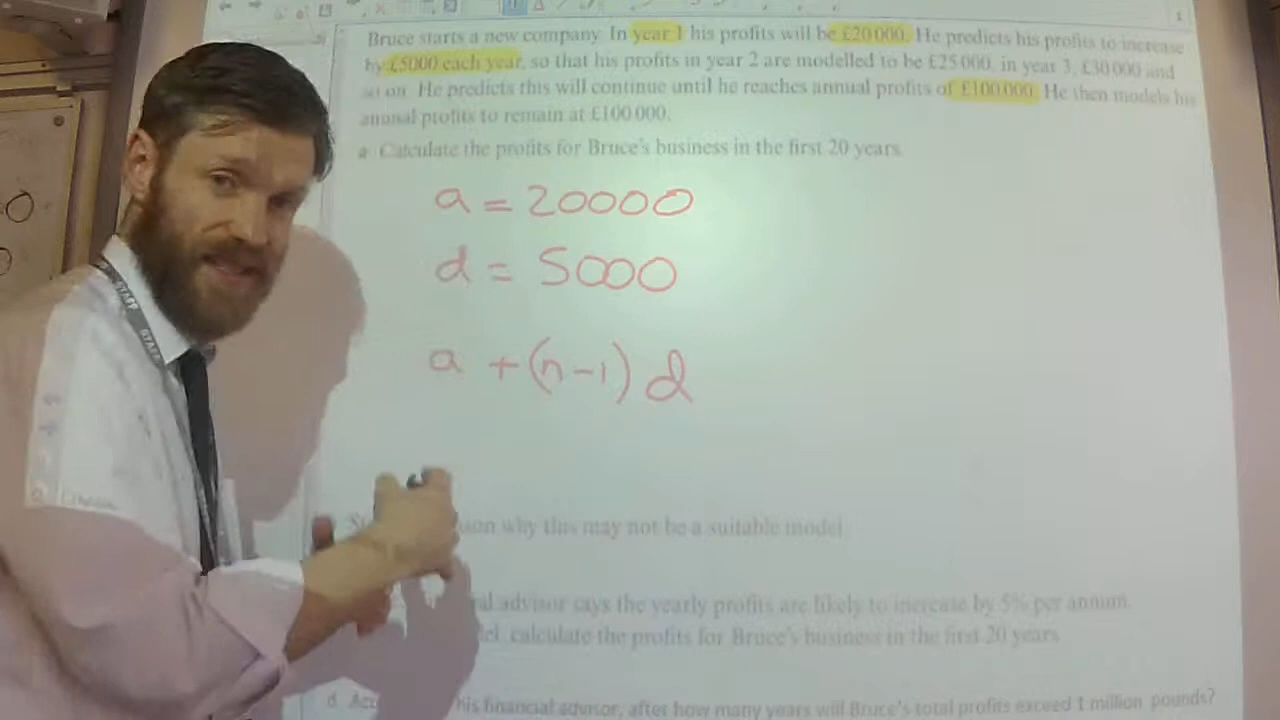 Bruce starts a new company. In year 1 his profits will be £20 000. He predicts his profits to increase
by £5000 each year, so that his profits in year 2 are modelled to be £25 000, in year 3, £30 000 and
so on. He predicts this will continue until he reaches annual profits of £100 000. He then models his
annual profits to remain at £100 000.
a Calculate the profits for Bruce's business in the first 20 years.
a = 20000
d = 5000
a + (n-1) d
why this may not be a suitable model
advisor says the yearly profits are likely to increase by 5% per annum.
calculate the profits for Bruce's business in the first 20 years
d. his financial advisor, after how many years will Bruce's total profits exceed 1 million pounds?
STAFF
STAFF